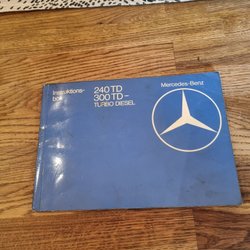 Instruktions-
bok
240 TD
300 TD –
TURBO DIESEL
Mercedes-Benz